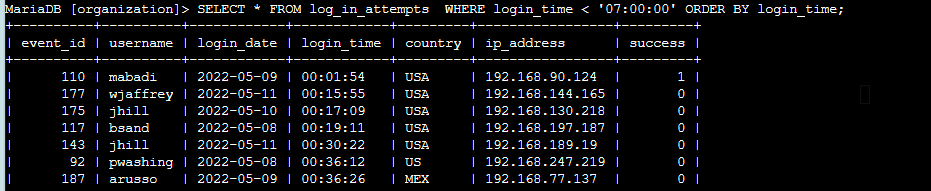 MariaDB [organization]> SELECT * FROM log_in_attempts  WHERE login_time < '07:00:00' ORDER BY login_time;
+----------+----------+------------+------------+---------+-----------------+---------+
| event_id | username | login_date | login_time | country | ip_address      | success |
+----------+----------+------------+------------+---------+-----------------+---------+
|      110 | mabadi   | 2022-05-09 | 00:01:54   | USA     | 192.168.90.124  |       1 |
|      177 | wjaffrey | 2022-05-11 | 00:15:55   | USA     | 192.168.144.165 |       0 |
|      175 | jhill    | 2022-05-10 | 00:17:09   | USA     | 192.168.130.218 |       0 |
|      117 | bsand    | 2022-05-08 | 00:19:11   | USA     | 192.168.197.187 |       0 |
|      143 | jhill    | 2022-05-11 | 00:30:22   | USA     | 192.168.189.19  |       0 |
|       92 | pwashing | 2022-05-08 | 00:36:12   | US      | 192.168.247.219 |       0 |
|      187 | arusso   | 2022-05-09 | 00:36:26   | MEX     | 192.168.77.137  |       0 |